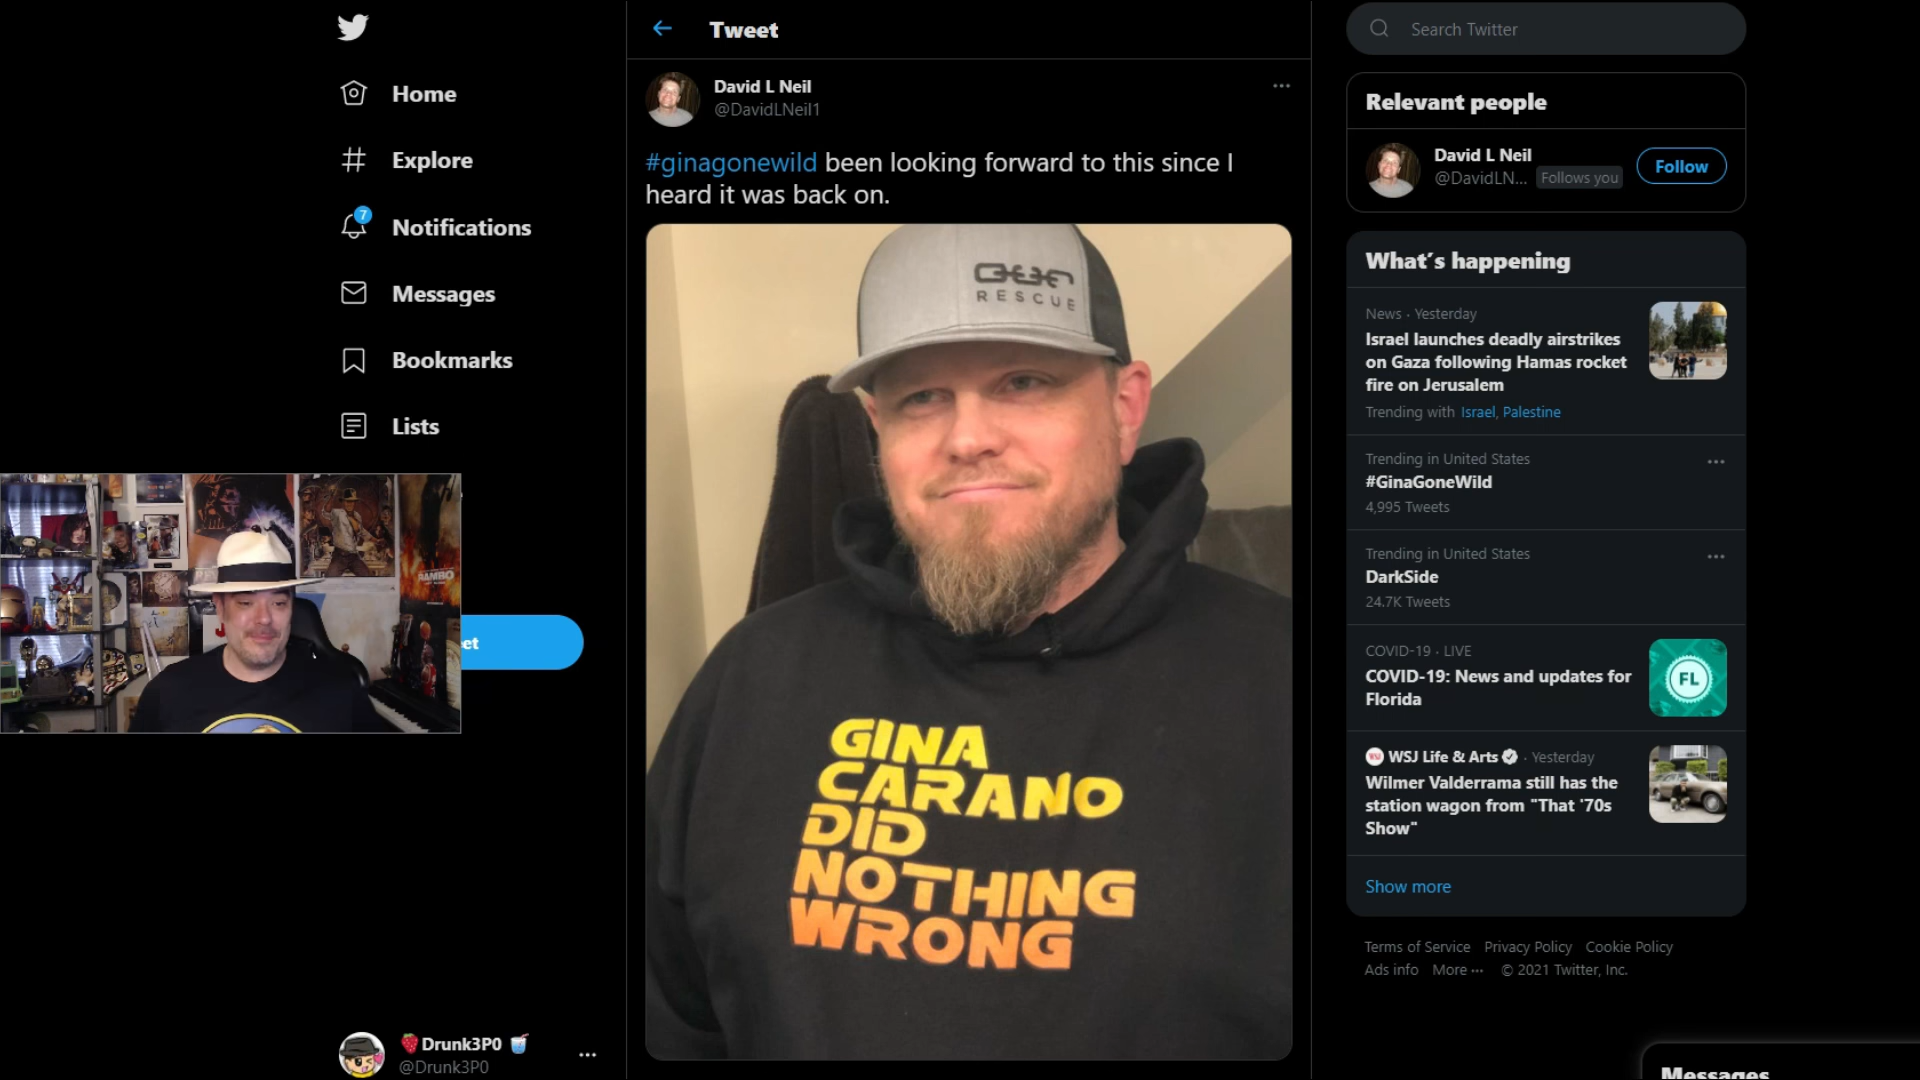 Home
Explore
7
Notifications
Messages
Bookmarks
Lists
et
🍓Drunk3P0 🥤
@Drunk3P0
Tweet
David L Neil
@DavidLNeil1
#ginagonewild been looking forward to this since I
heard it was back on.
RESCUE
GINA
CARANO
DID
NOTHING
WRONG
RAMBO
Search Twitter
Relevant people
David L Neil
@DavidLN... Follows you
Follow
What's happening
News · Yesterday
Israel launches deadly airstrikes
on Gaza following Hamas rocket
fire on Jerusalem
Trending with Israel, Palestine
Trending in United States
#GinaGoneWild
4,995 Tweets
Trending in United States
DarkSide
24.7K Tweets
COVID-19 · LIVE
COVID-19: News and updates for
Florida
FL
WSJ Life & Arts · Yesterday
Wilmer Valderrama still has the
station wagon from "That '70s
Show"
Show more
Terms of Service Privacy Policy Cookie Policy
Ads info More ··· © 2021 Twitter, Inc.
Messages